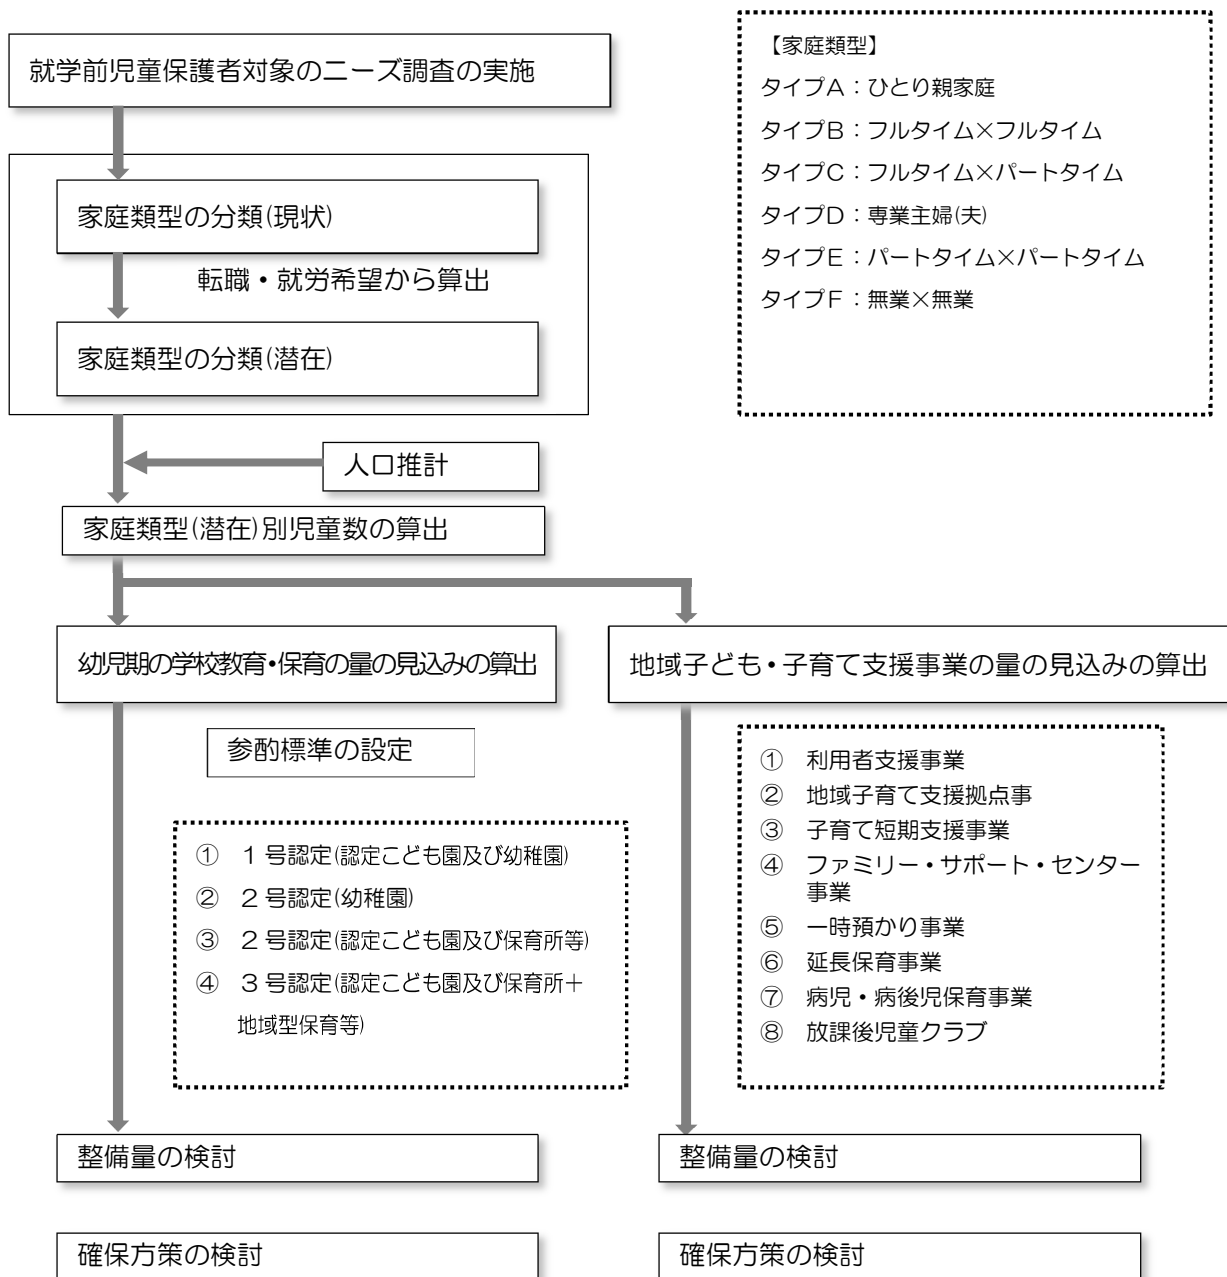 就学前児童保護者対象のニーズ調査の実施
家庭類型の分類(現状)
転職・就労希望から算出
家庭類型の分類(潜在)
【家庭類型】
タイプA:ひとり親家庭
タイプB:フルタイム×フルタイム
タイプC:フルタイム×パートタイム
タイプD:専業主婦(夫)
タイプE:パートタイム×パートタイム
タイプF:無業×無業
人口推計
家庭類型(潜在)別児童数の算出
幼児期の学校教育・保育の量の見込みの算出
参酌標準の設定
① 1号認定(認定こども園及び幼稚園)
② 2号認定(幼稚園)
③ 2号認定(認定こども園及び保育所等)
④ 3号認定(認定こども園及び保育所+
地域型保育等)
整備量の検討
確保方策の検討
地域子ども・子育て支援事業の量の見込みの算出
① 利用者支援事業
② 地域子育て支援拠点事
③ 子育て短期支援事業
④ ファミリー・サポート・センター
事業
⑤ 一時預かり事業
⑥ 延長保育事業
⑦ 病児・病後児保育事業
⑧ 放課後児童クラブ
整備量の検討
確保方策の検討